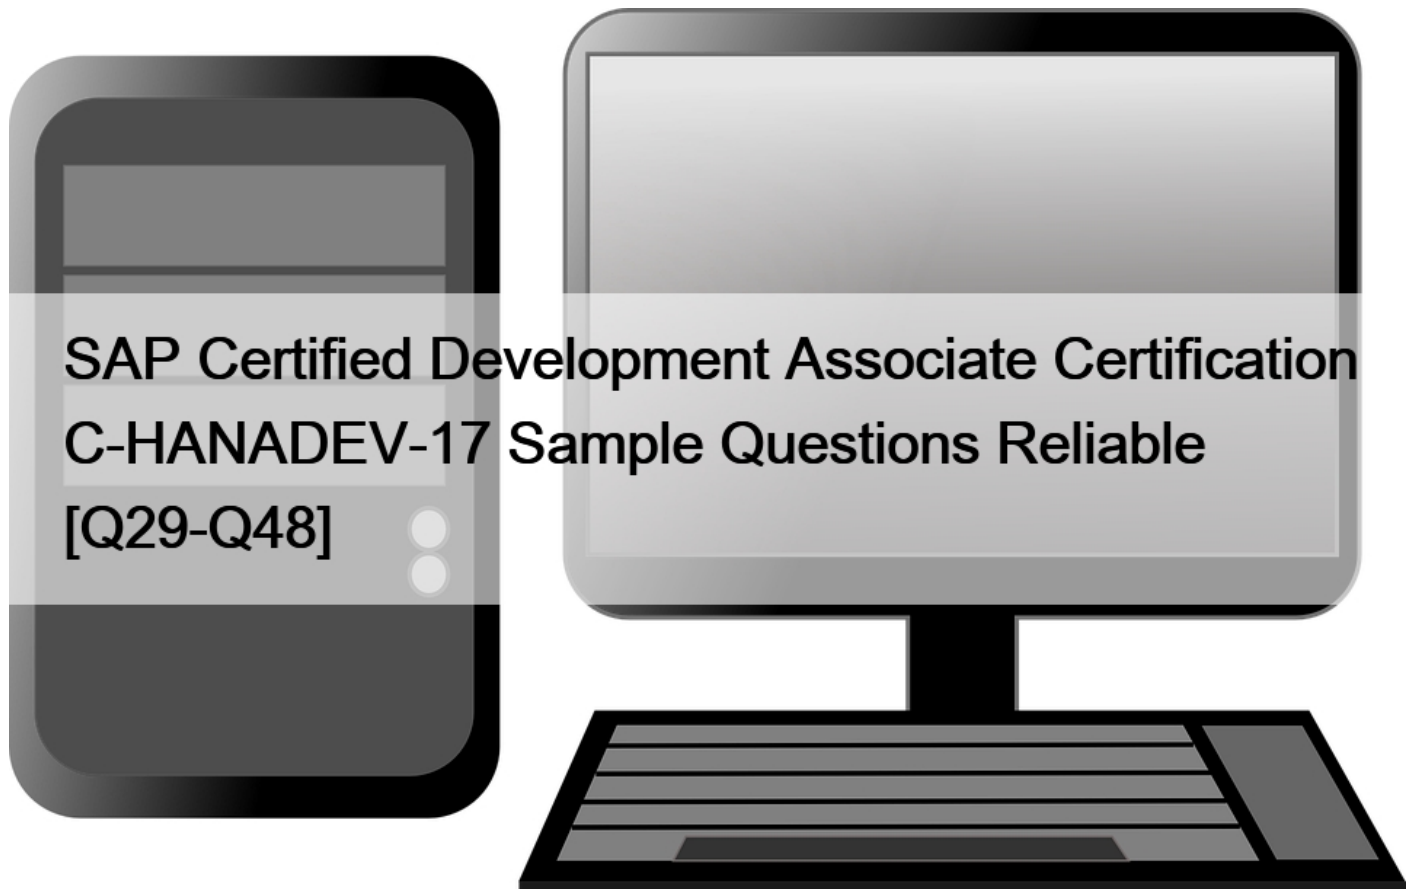 SAP Certified Development Associate Certification
C-HANADEV-17 Sample Questions Reliable
[Q29-Q48]